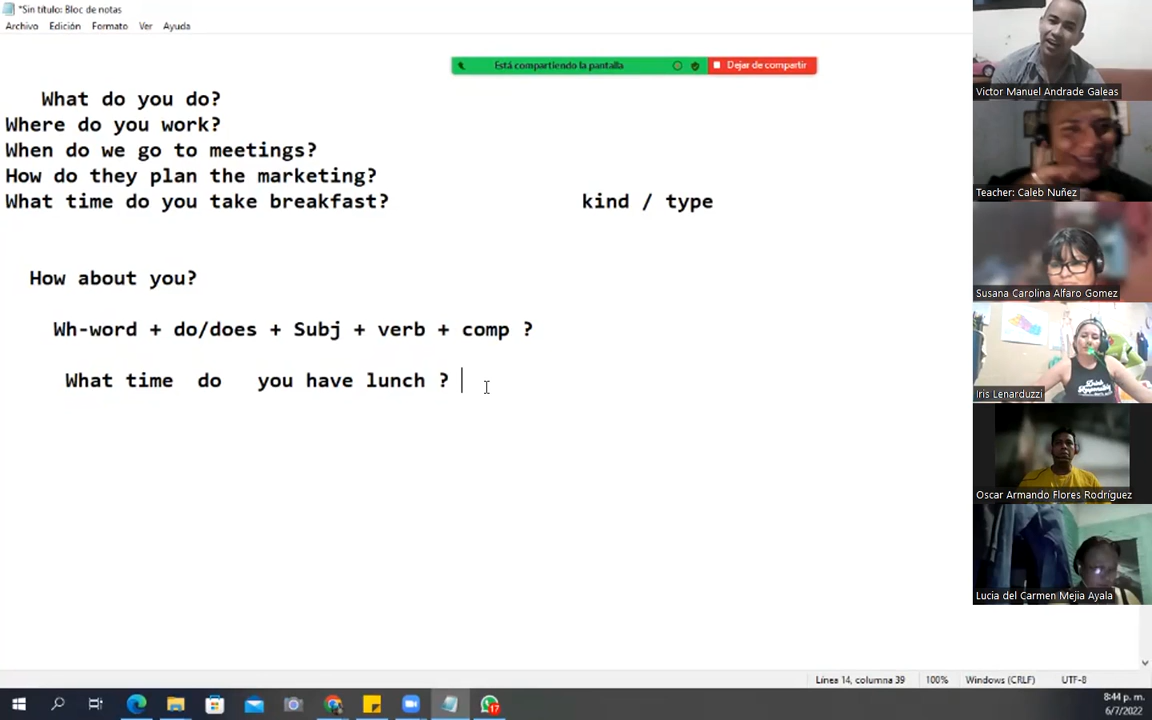 *Sin título: Bloc de notas
Archivo Edición Formato Ver Ayuda
Está compartiendo la pantalla
Dejar de compartir
What do you do?
Where do you work?
When do we go to meetings?
How do they plan the marketing?
What time do you take breakfast? kind / type
How about you?
Wh-word + do/does + Subj + verb + comp ?
What time do you have lunch ?
Victor Manuel Andrade Galeas
Teacher: Caleb Nuñez
Susana Carolina Alfaro Gomez
Iris Lenarduzzi
Oscar Armando Flores Rodríguez
Lucia del Carmen Mejia Ayala
Línea 14, columna 39 100% Windows (CRLF) UTF-8
17
8:44 p. m.
6/7/2022